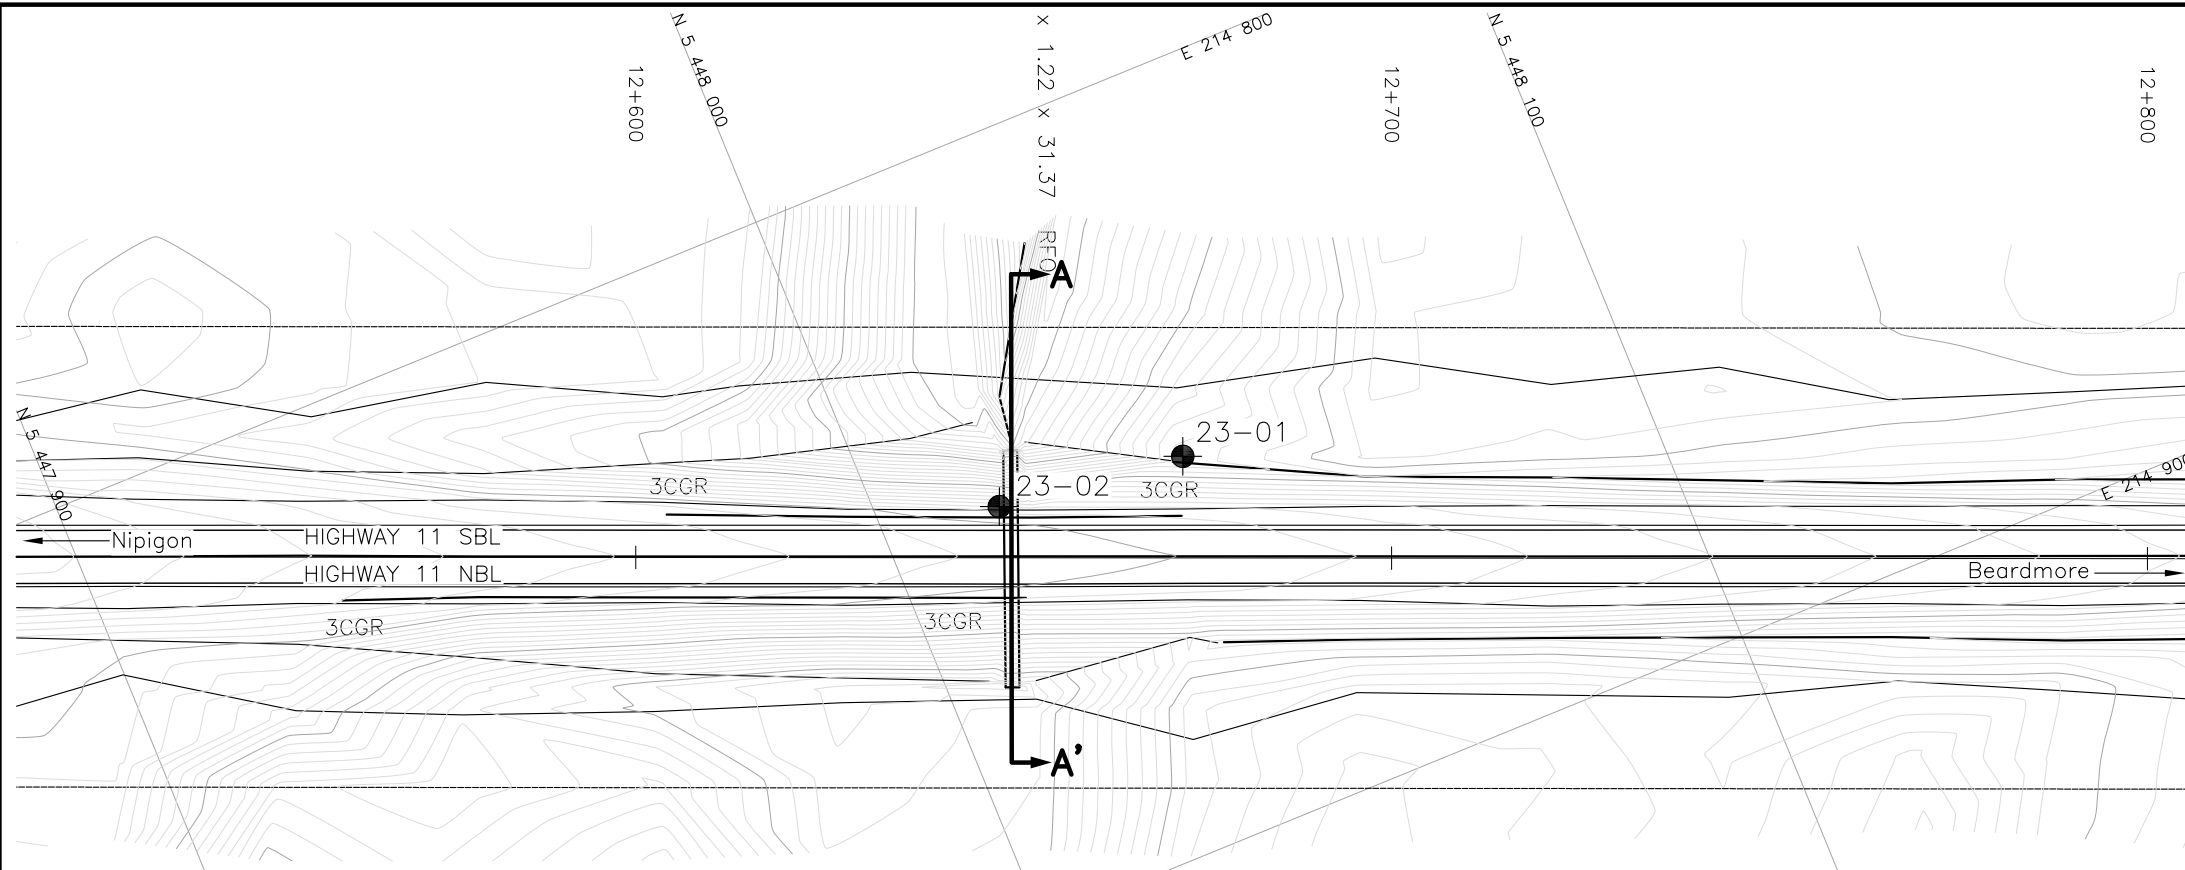 N 5 448 000
x 1.22 x 31.37 RFO
E 214 800
N 5 448 100
12+600
12+700
12+800
A
N 5 447 900
23-01
3CGR
23-02
3CGR
E 214 900
HIGHWAY 11 SBL
Nipigon
HIGHWAY 11 NBL
Beardmore
3CGR
3CGR
A'